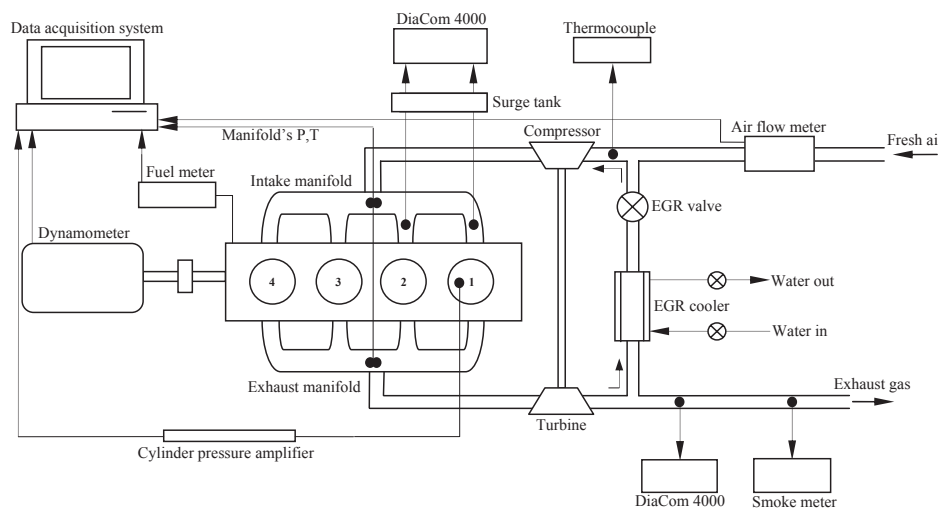 DiaCom 4000
Data acquisition system
Thermocouple
Surge tank
Manifold's P,T
Compressor
Air flow meter
Fresh ai
Fuel meter
Intake manifold
EGR valve
Dynamometer
4
3
2
1
Water out
EGR cooler
Water in
Exhaust manifold
Exhaust gas
Turbine
Cylinder pressure amplifier
DiaCom 4000
Smoke meter